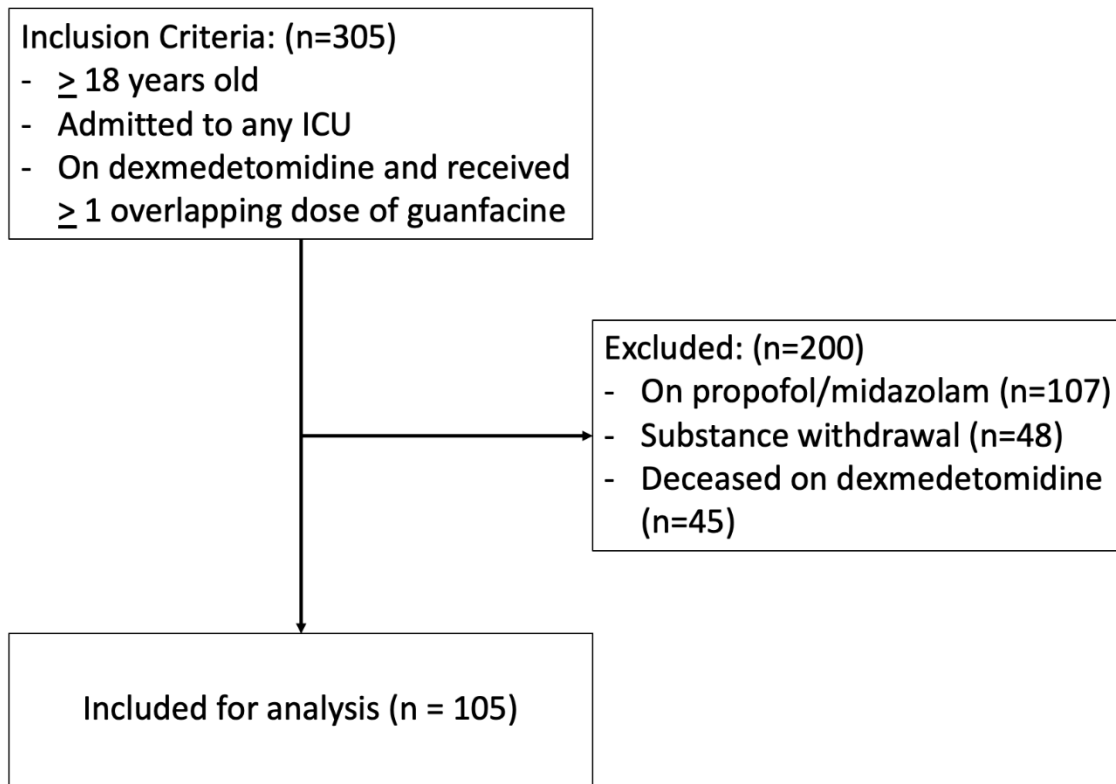 Inclusion Criteria: (n=305)
- ≥ 18 years old
- Admitted to any ICU
- On dexmedetomidine and received
≥ 1 overlapping dose of guanfacine
Excluded: (n=200)
- On propofol/midazolam (n=107)
- Substance withdrawal (n=48)
- Deceased on dexmedetomidine
(n=45)
Included for analysis (n = 105)